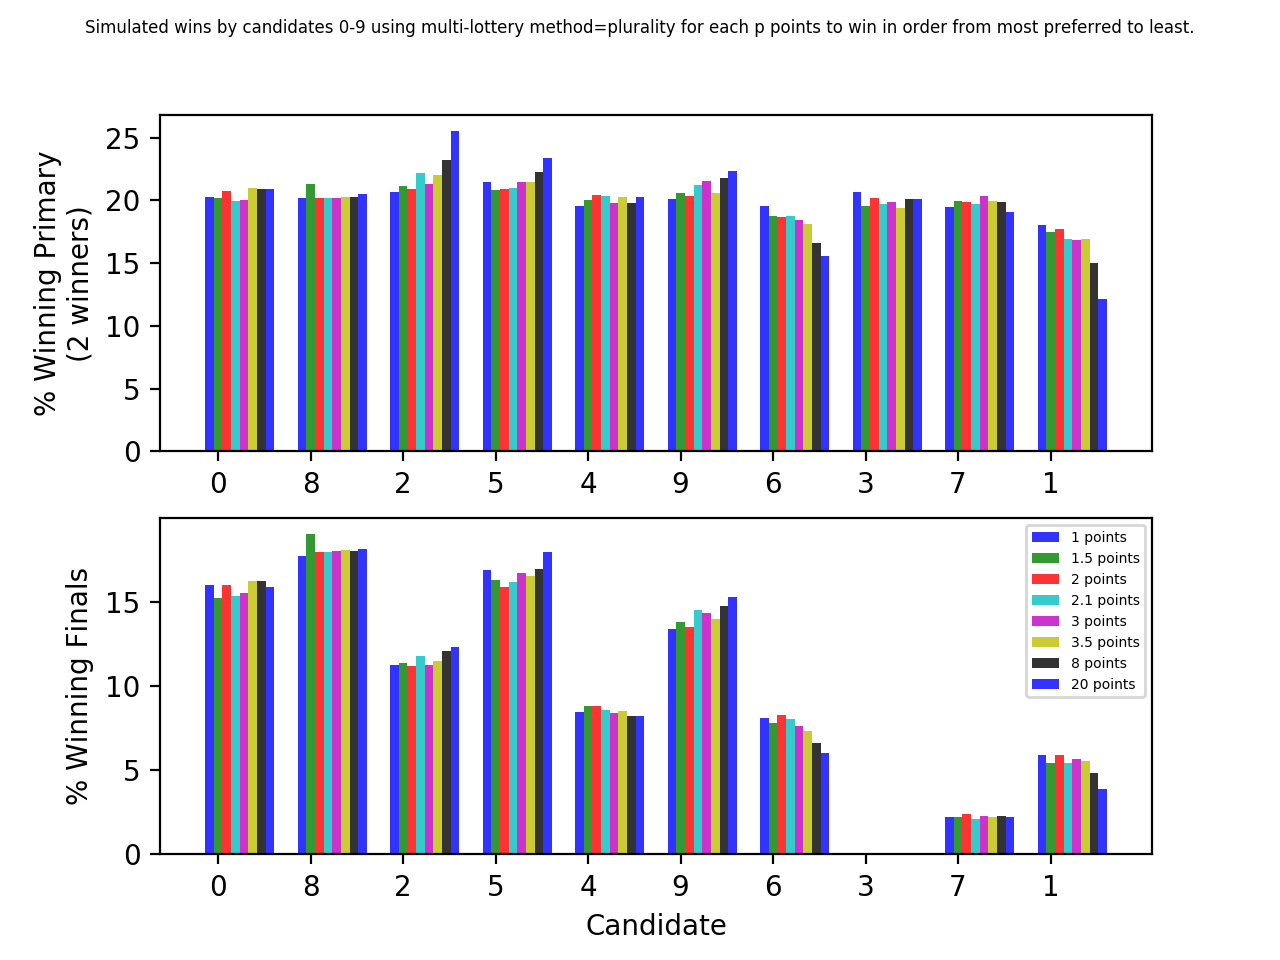 Simulated wins by candidates 0-9 using multi-lottery method=plurality for each p points to win in order from most preferred to least.
% Winning Primary
(2 winners)
25
20
15
10
5
0
0 8 2 5 4 9 6 3 7 1
% Winning Finals
15
10
5
0
1 points
1.5 points
2 points
2.1 points
3 points
3.5 points
8 points
20 points
0 8 2 5 4 9 6 3 7 1
Candidate